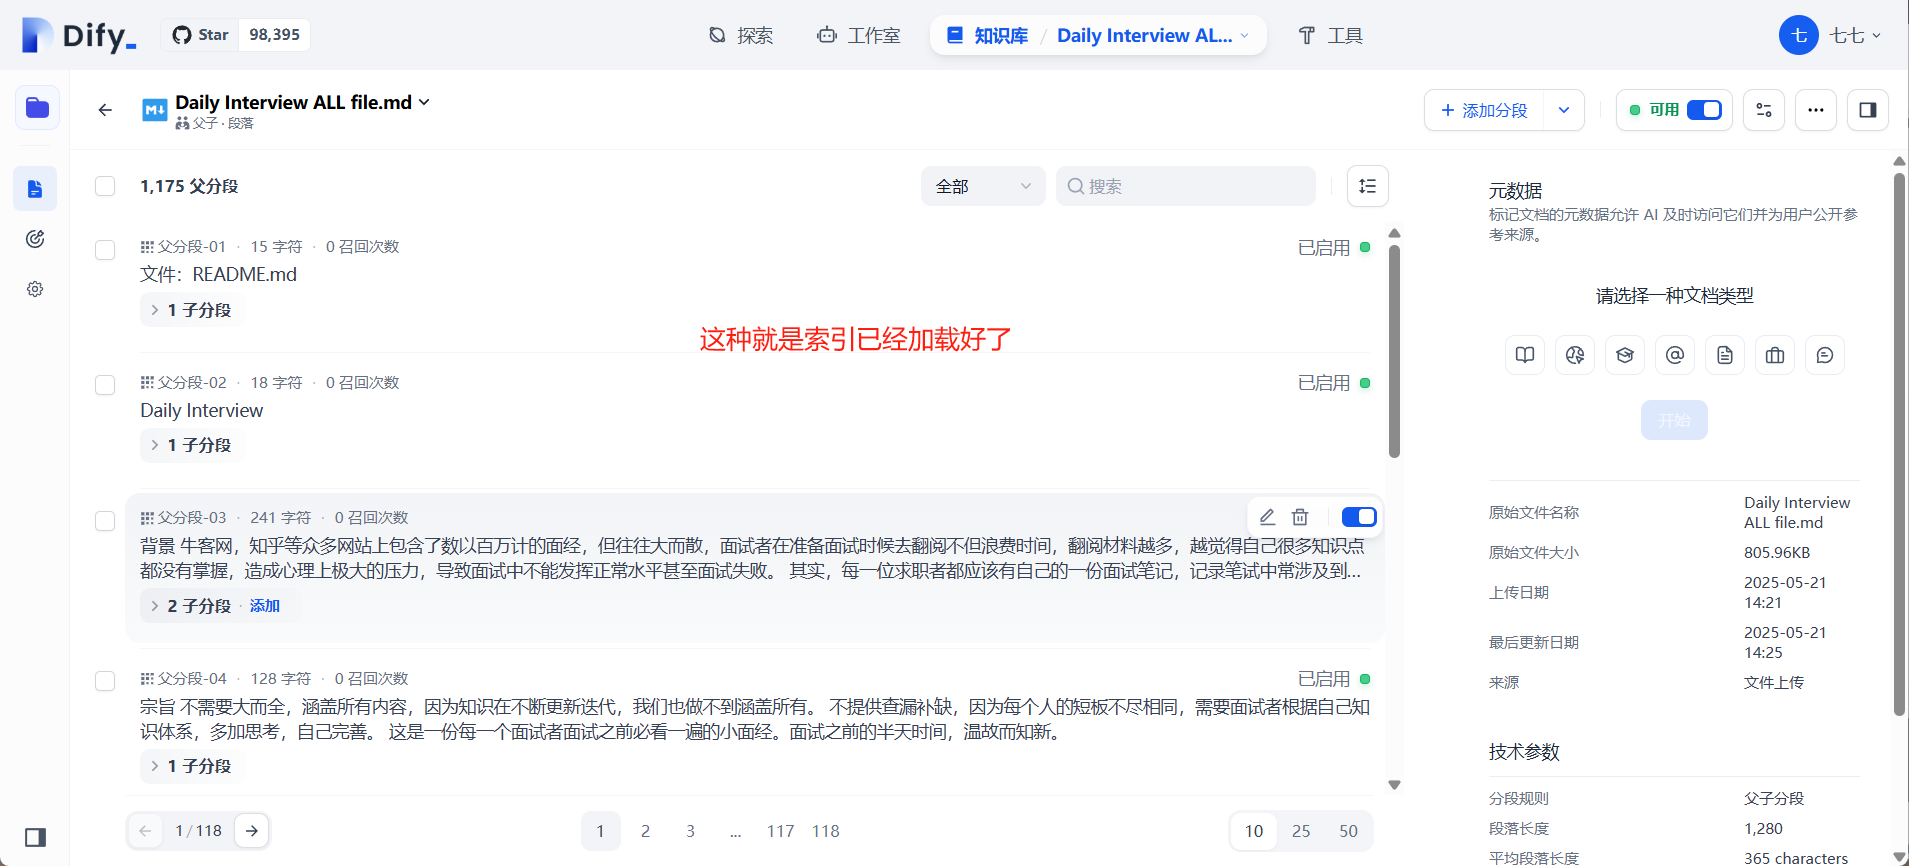 Dify_
Star 98,395
探索
工作室
知识库 / Daily Interview AL...
工具
七 七七
Daily Interview ALL file.md
父子 · 段落
+ 添加分段
可用
1,175 父分段
全部
搜索
父分段-01 · 15 字符 · 0 召回次数
已启用
文件：README.md
1 子分段
这种就是索引已经加载好了
父分段-02 · 18 字符 · 0 召回次数
已启用
Daily Interview
1 子分段
父分段-03 · 241 字符 · 0 召回次数
背景 牛客网，知乎等众多网站上包含了数以百万计的面经，但往往大而散，面试者在准备面试时候去翻阅不但浪费时间，翻阅材料越多，越觉得自己很多知识点
都没有掌握，造成心理上极大的压力，导致面试中不能发挥正常水平甚至面试失败。 其实，每一位求职者都应该有自己的一份面试笔记，记录笔试中常涉及到...
2 子分段 · 添加
父分段-04 · 128 字符 · 0 召回次数
已启用
宗旨 不需要大而全，涵盖所有内容，因为知识在不断更新迭代，我们也做不到涵盖所有。 不提供查漏补缺，因为每个人的短板不尽相同，需要面试者根据自己知
识体系，多加思考，自己完善。 这是一份每一个面试者面试之前必看一遍的小面经。面试之前的半天时间，温故而知新。
1 子分段
1 / 118
1 2 3 ... 117 118
10 25 50
元数据
标记文档的元数据允许 AI 及时访问它们并为用户公开参
考来源。
请选择一种文档类型
开始
原始文件名称
Daily Interview
ALL file.md
原始文件大小
805.96KB
上传日期
2025-05-21
14:21
最后更新日期
2025-05-21
14:25
来源
文件上传
技术参数
分段规则
父子分段
段落长度
1,280
平均段落长度
365 characters